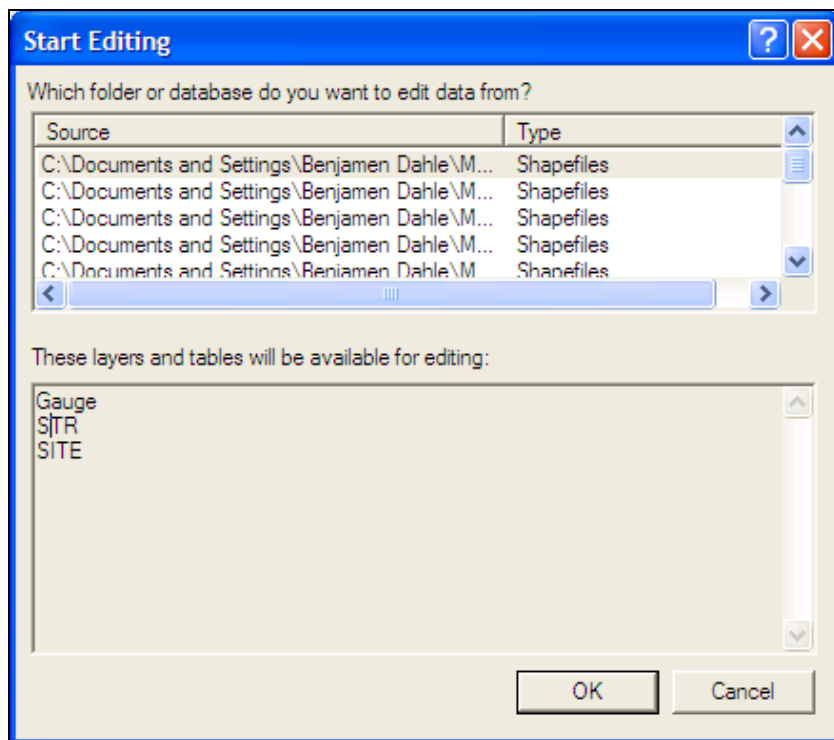 Start Editing
Which folder or database do you want to edit data from?
Source Type
C:\Documents and Settings\Benjamen Dahle\M... Shapefiles
C:\Documents and Settings\Benjamen Dahle\M... Shapefiles
C:\Documents and Settings\Benjamen Dahle\M... Shapefiles
C:\Documents and Settings\Benjamen Dahle\M... Shapefiles
C:\Documents and Settings\Benjamen Dahle\M Shapefiles
These layers and tables will be available for editing:
Gauge
STR
SITE
OK Cancel